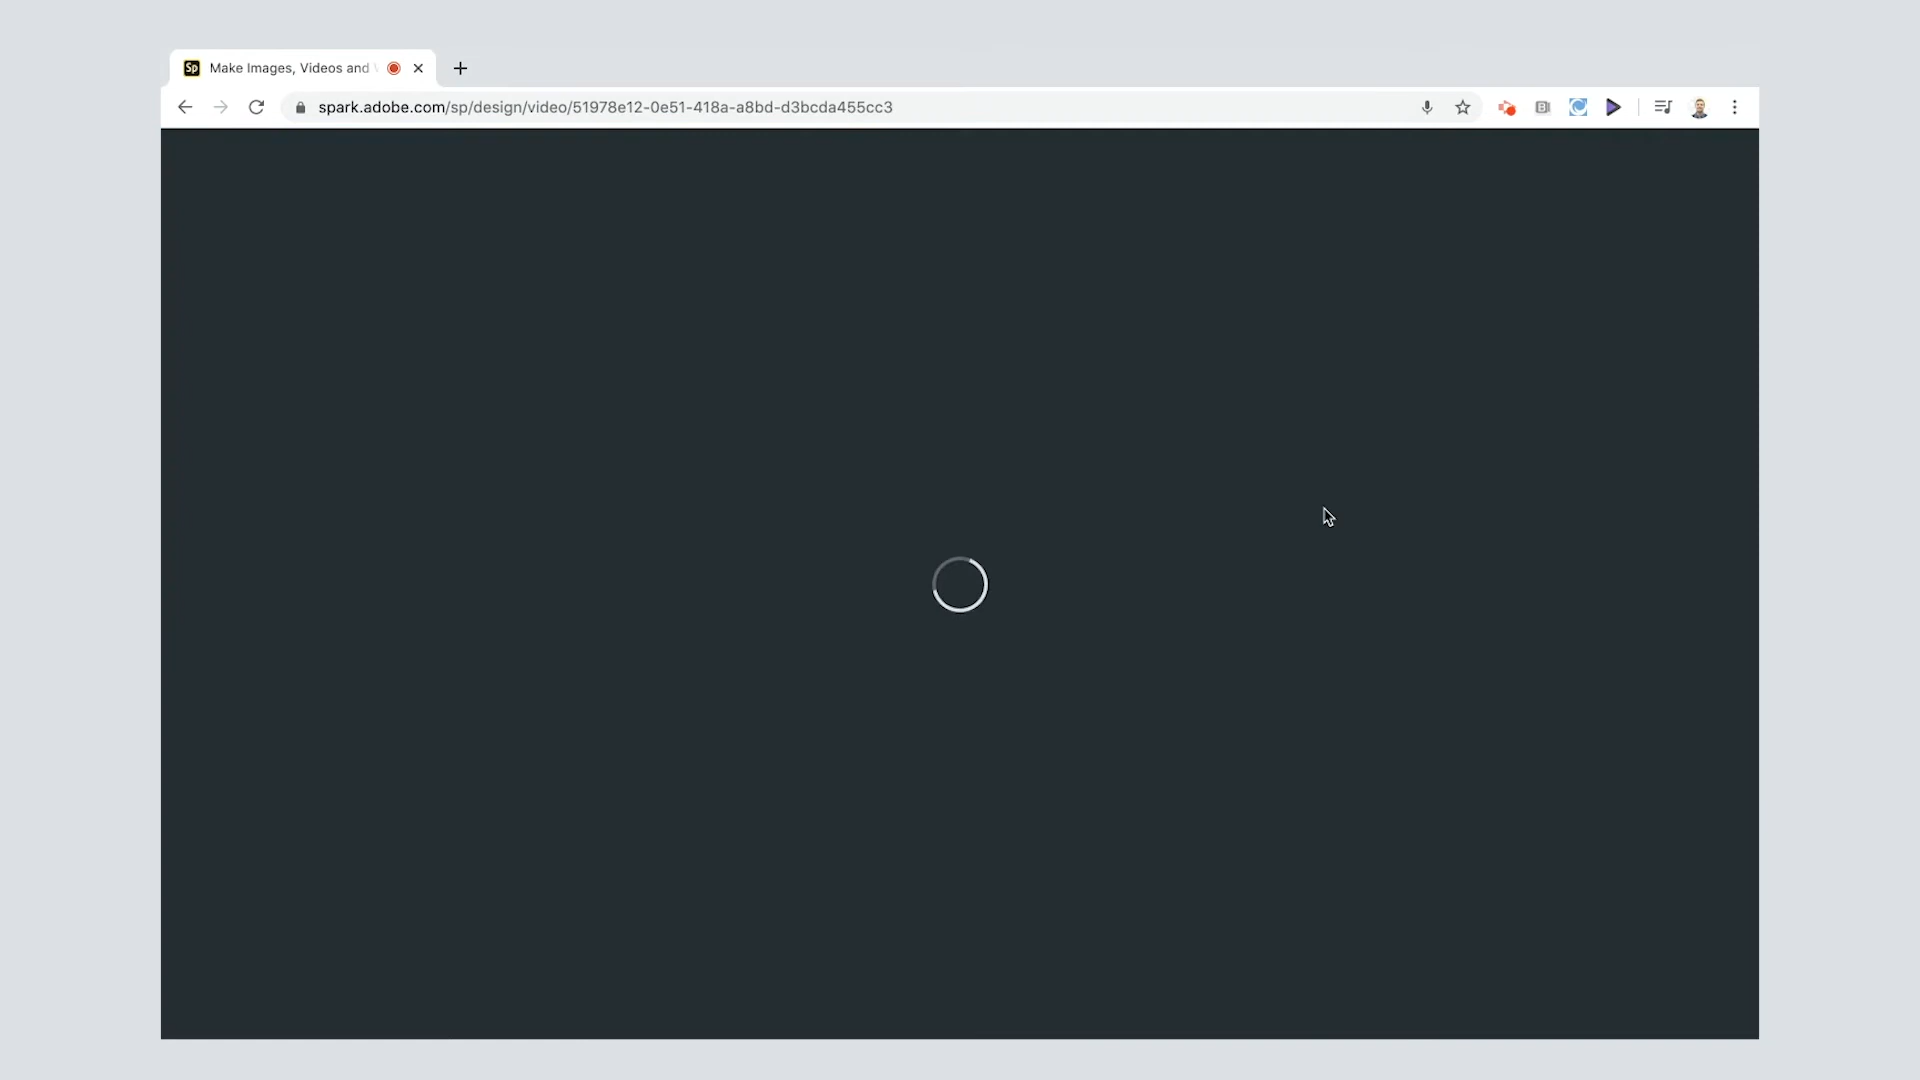 Sp Make Images, Videos and
spark.adobe.com/sp/design/video/51978e12-0e51-418a-a8bd-d3bcda455cc3